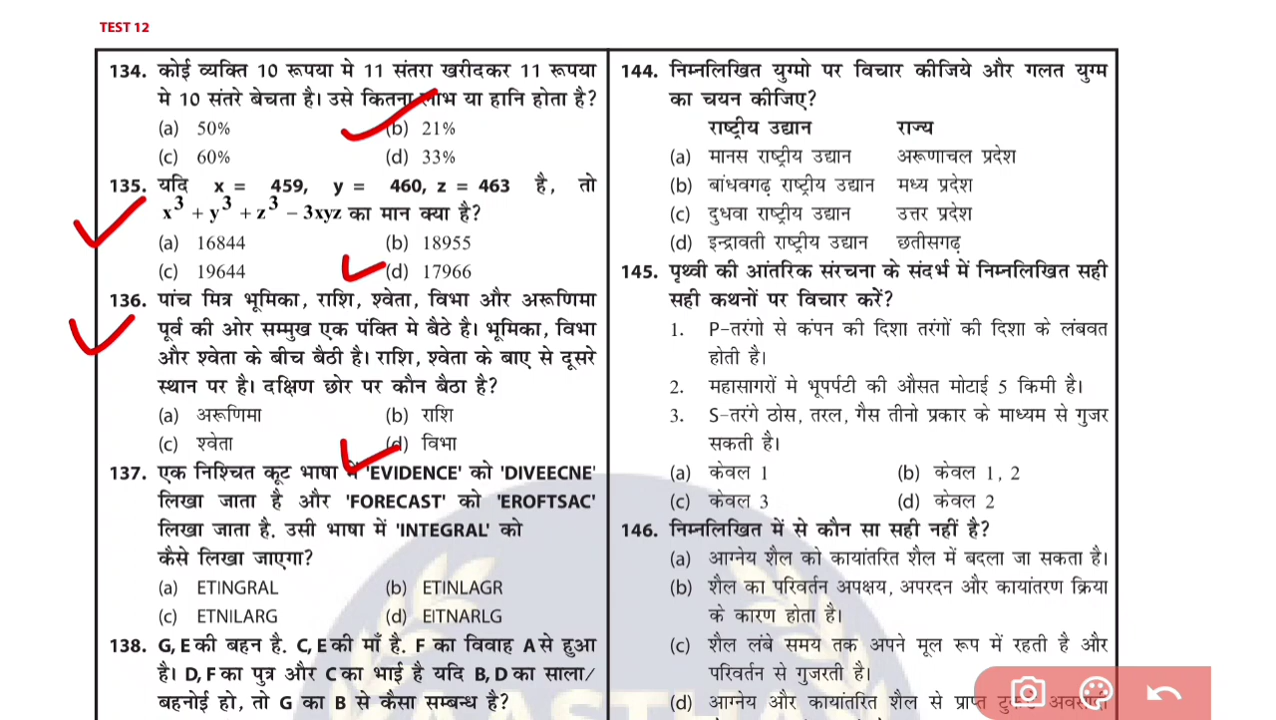 TEST 12
134. कोई व्यक्ति 10 रूपया मे 11 संतरा खरीदकर 11 रूपया
मे 10 संतरे बेचता है। उसे कितना लाभ या हानि होता है?
(a) 50% (b) 21%
(c) 60% (d) 33%
135. यदि x = 459, y = 460, z = 463 है, तो
x³ + y³ + z³ – 3xyz का मान क्या है?
(a) 16844 (b) 18955
(c) 19644 (d) 17966
136. पांच मित्र भूमिका, राशि, श्वेता, विभा और अरूणिमा
पूर्व की ओर सम्मुख एक पंक्ति मे बैठे है। भूमिका, विभा
और श्वेता के बीच बैठी है। राशि, श्वेता के बाए से दूसरे
स्थान पर है। दक्षिण छोर पर कौन बैठा है?
(a) अरूणिमा (b) राशि
(c) श्वेता (d) विभा
137. एक निश्चित कूट भाषा में 'EVIDENCE' को 'DIVEECNE'
लिखा जाता है और 'FORECAST' को 'EROFTSAC'
लिखा जाता है. उसी भाषा में 'INTEGRAL' को
कैसे लिखा जाएगा?
(a) ETINGRAL (b) ETINLAGR
(c) ETNILARG (d) EITNARLG
138. G, E की बहन है. C, E की माँ है. F का विवाह A से हुआ
है। D, F का पुत्र और C का भाई है यदि B, D का साला/
बहनोई हो, तो G का B से कैसा सम्बन्ध है?
144. निम्नलिखित युग्मो पर विचार कीजिये और गलत युग्म
का चयन कीजिए?
राष्ट्रीय उद्यान राज्य
(a) मानस राष्ट्रीय उद्यान अरूणाचल प्रदेश
(b) बांधवगढ़ राष्ट्रीय उद्यान मध्य प्रदेश
(c) दुधवा राष्ट्रीय उद्यान उत्तर प्रदेश
(d) इन्द्रावती राष्ट्रीय उद्यान छतीसगढ़
145. पृथ्वी की आंतरिक संरचना के संदर्भ में निम्नलिखित सही
सही कथनों पर विचार करें?
1. P–तरंगो से कंपन की दिशा तरंगों की दिशा के लंबवत
होती है।
2. महासागरों मे भूपर्पटी की औसत मोटाई 5 किमी है।
3. S–तरंगे ठोस, तरल, गैस तीनो प्रकार के माध्यम से गुजर
सकती है।
(a) केवल 1 (b) केवल 1, 2
(c) केवल 3 (d) केवल 2
146. निम्नलिखित में से कौन सा सही नहीं है?
(a) आग्नेय शैल को कायांतरित शैल में बदला जा सकता है।
(b) शैल का परिवर्तन अपक्षय, अपरदन और कायांतरण क्रिया
के कारण होता है।
(c) शैल लंबे समय तक अपने मूल रूप में रहती है और
परिवर्तन से गुजरती है।
(d) आग्नेय और कायांतरित शैल से प्राप्त